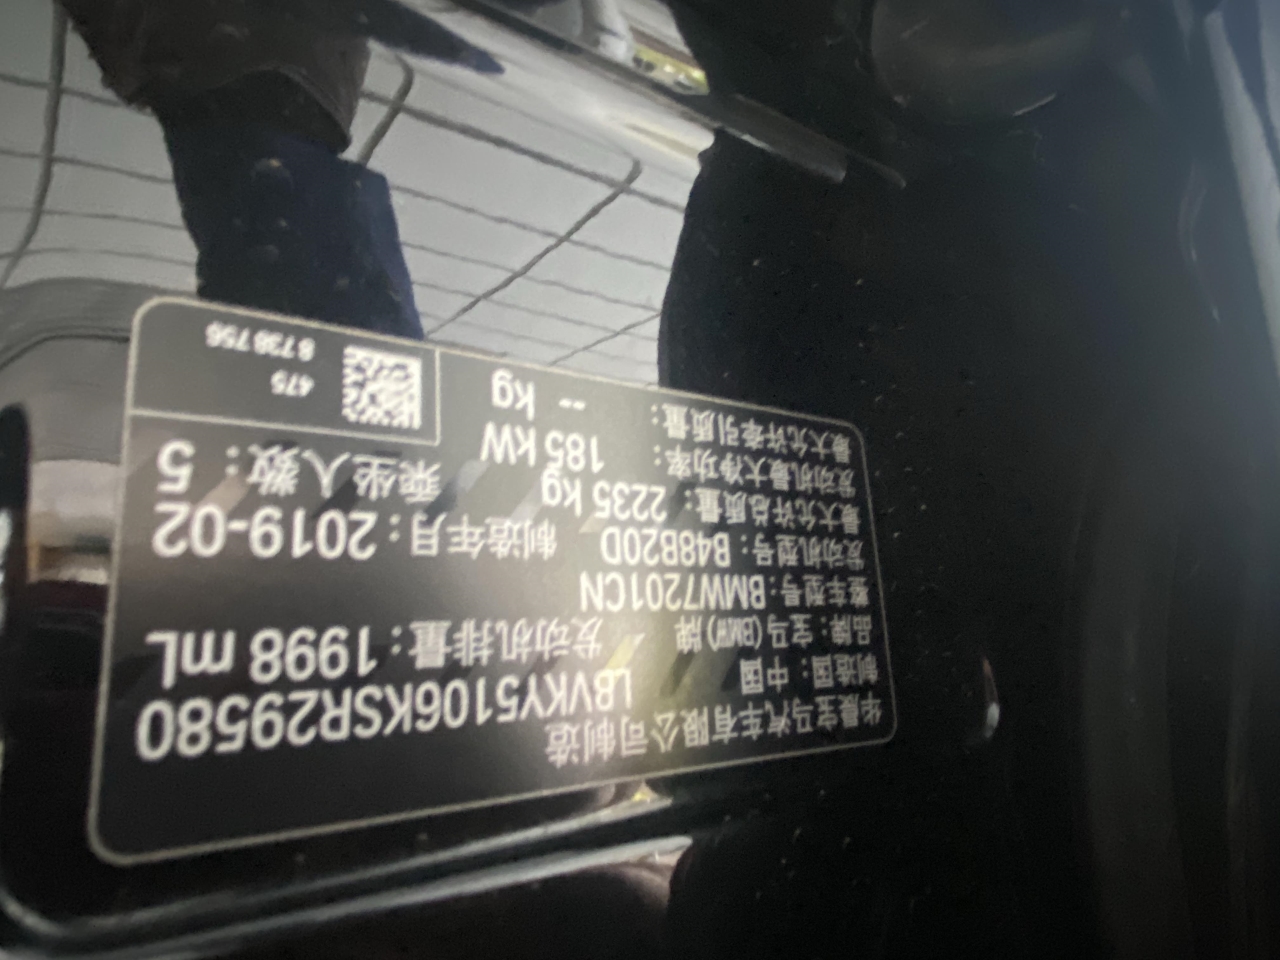 华晨宝马汽车有限公司制造
制造国：中国 LBVKY5106KSR29580
品牌：宝马(BMW)牌 发动机排量：1998 mL
整车型号：BMW7201CN
发动机型号：B48B20D 制造年月：2019-02
最大允许总质量：2235 kg 乘坐人数：5
发动机最大净功率：185 kW
最大允许牵引质量：-- kg
475
8738756